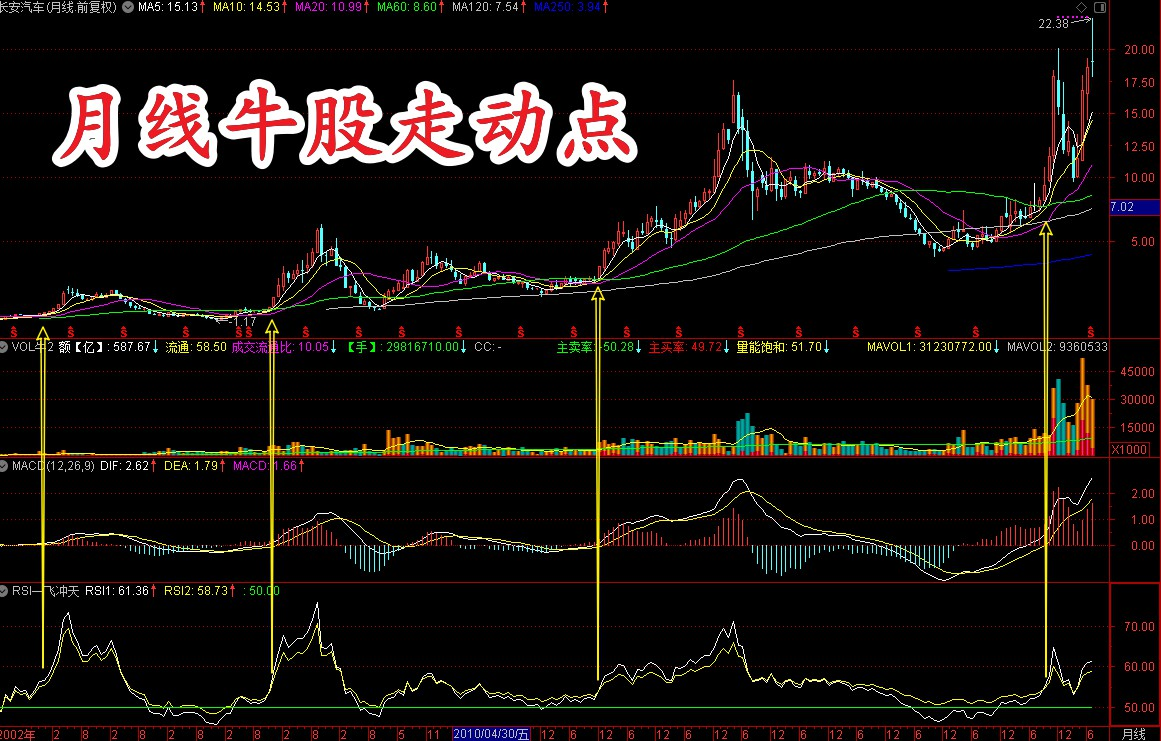 长安汽车(月线.前复权) MA5: 15.13↑ MA10: 14.53↑ MA20: 10.99↑ MA60: 8.60↑ MA120: 7.54↑ MA250: 3.94↑
22.38
20.00
月线牛股走动点
17.50
15.00
12.50
10.00
7.02
5.00
1.17
S S S S S S S S S S S S S S S S S S
额【亿】: 587.67↓ 流通: 58.50 成交流通比: 10.05↓ 【手】: 29816710.00↓ CC: - 主卖率: -50.28↓ 主买率: 49.72↓ 量能饱和: 51.70↓ MAVOL1: 31230772.00↓ MAVOL2: 9360533
45000
30000
15000
X1000
MACD(12,26,9) DIF: 2.62↑ DEA: 1.79↑ MACD: 1.66↑
2.00
1.00
0.00
RSI一飞冲天 RSI1: 61.36↑ RSI2: 58.73↑ : 50.00
70.00
60.00
50.00
2002年 2 8 2 8 2 8 2 8 2 8 2 8 5 11 2010/04/30/五 12 6 12 6 12 6 12 6 12 6 12 6 12 6 12 6 12 6 12 6 月线